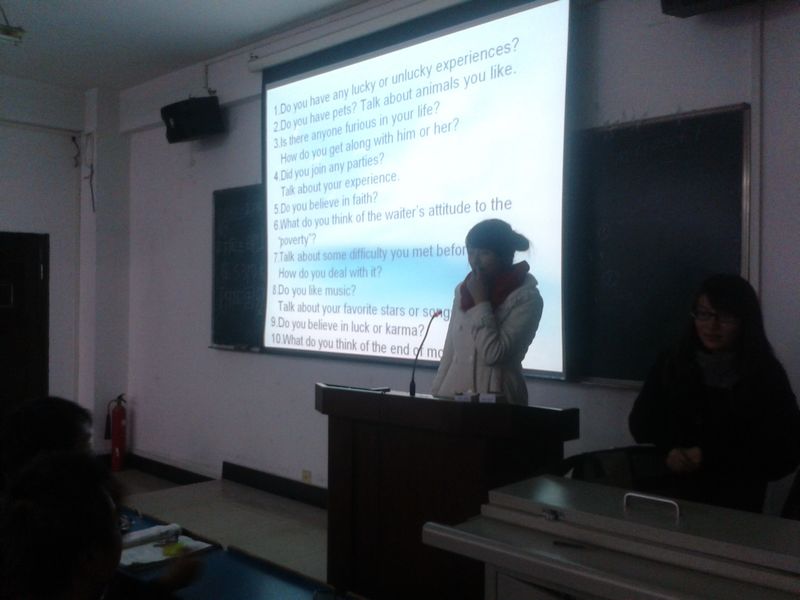 1.Do you have any lucky or unlucky experiences?
2.Do you have pets? Talk about animals you like.
3.Is there anyone furious in your life?
How do you get along with him or her?
4.Did you join any parties?
Talk about your experience.
5.Do you believe in faith?
6.What do you think of the waiter's attitude to the
"poverty"?
7.Talk about some difficulty you met before
How do you deal with it?
8.Do you like music?
Talk about your favorite stars or song
9.Do you believe in luck or karma?
10.What do you think of the end of